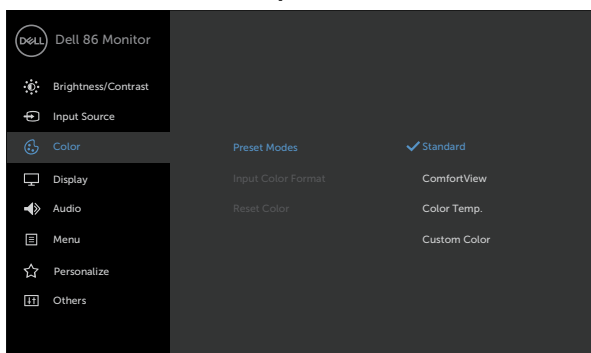 DELL Dell 86 Monitor
Brightness/Contrast
Input Source
Color Preset Modes Standard
Display Input Color Format ComfortView
Audio Reset Color Color Temp.
Menu Custom Color
Personalize
Others